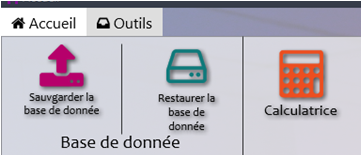 Accueil Outils
Sauvgarder la
base de donnée
Restaurer la
base de
donnée
Calculatrice
Base de donnée